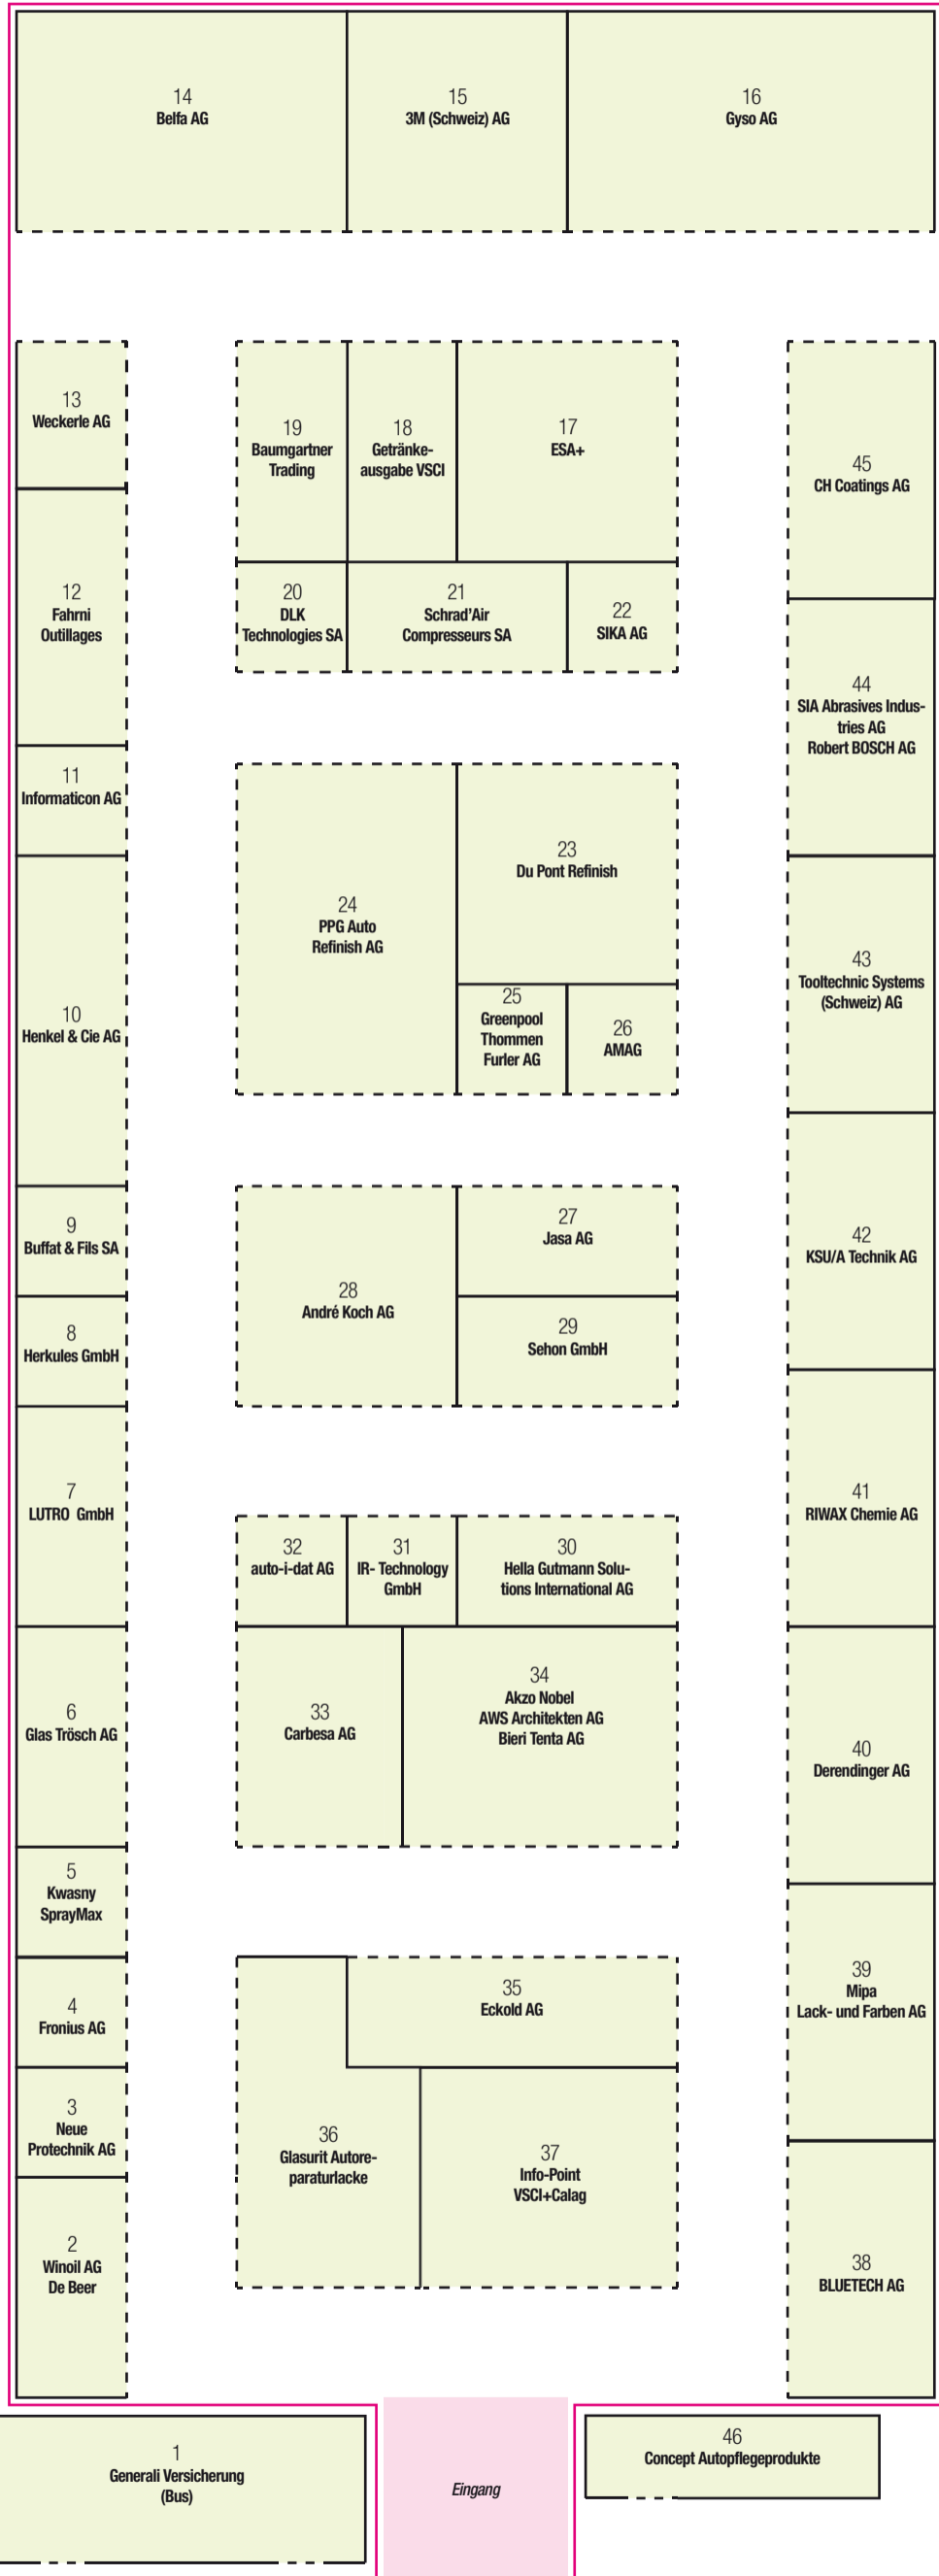 14
Belfa AG
15
3M (Schweiz) AG
16
Gyso AG
13
Weckerle AG
12
Fahrni
Outillages
11
Informaticon AG
10
Henkel & Cie AG
9
Buffat & Fils SA
8
Herkules GmbH
7
LUTRO GmbH
6
Glas Trösch AG
5
Kwasny
SprayMax
4
Fronius AG
3
Neue
Protechnik AG
2
Winoil AG
De Beer
19
Baumgartner
Trading
18
Getränke-
ausgabe VSCI
17
ESA+
20
DLK
Technologies SA
21
Schrad’Air
Compresseurs SA
22
SIKA AG
24
PPG Auto
Refinish AG
23
Du Pont Refinish
25
Greenpool
Thommen
Furler AG
26
AMAG
28
André Koch AG
27
Jasa AG
29
Sehon GmbH
32
auto-i-dat AG
31
IR- Technology
GmbH
30
Hella Gutmann Solu-
tions International AG
33
Carbesa AG
34
Akzo Nobel
AWS Architekten AG
Bieri Tenta AG
35
Eckold AG
36
Glasurit Autore-
paraturlacke
37
Info-Point
VSCI+Calag
45
CH Coatings AG
44
SIA Abrasives Indus-
tries AG
Robert BOSCH AG
43
Tooltechnic Systems
(Schweiz) AG
42
KSU/A Technik AG
41
RIWAX Chemie AG
40
Derendinger AG
39
Mipa
Lack- und Farben AG
38
BLUETECH AG
1
Generali Versicherung
(Bus)
Eingang
46
Concept Autopflegeprodukte